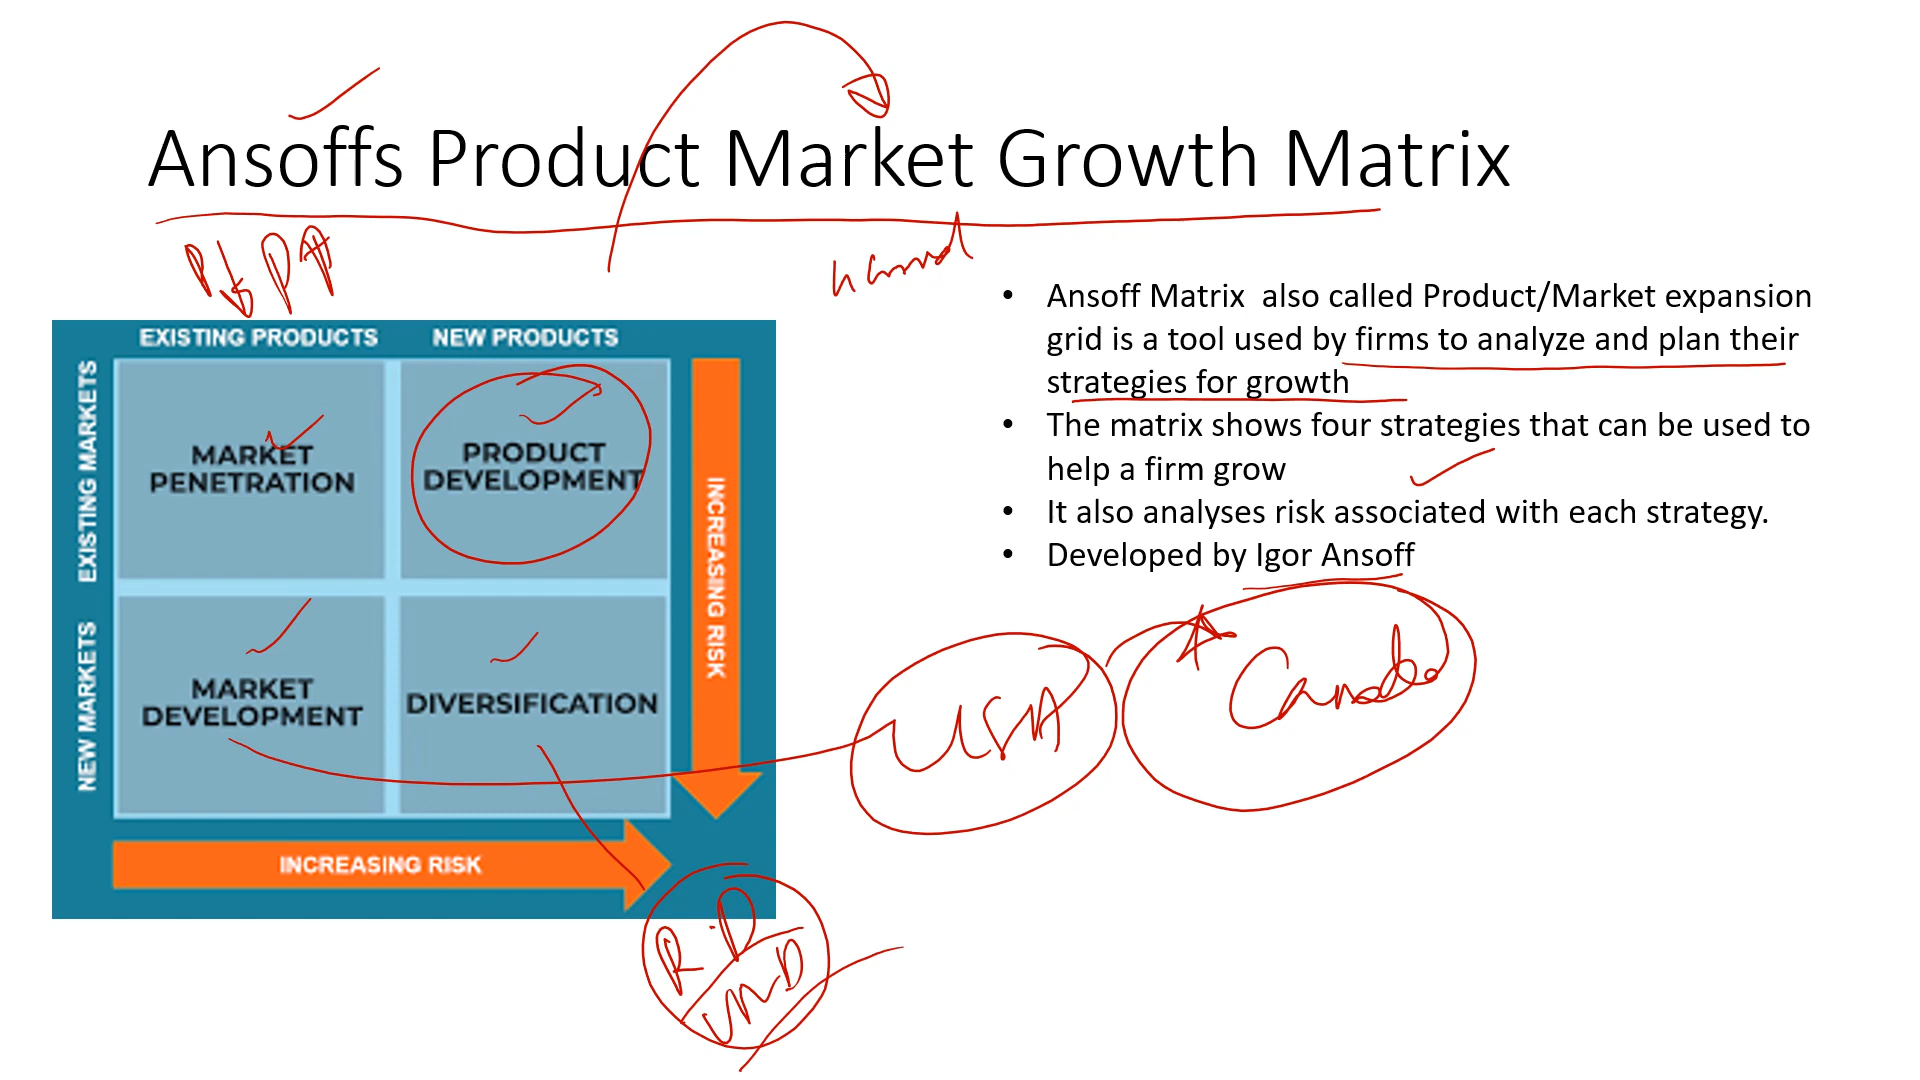 Ansoffs Product Market Growth Matrix
EXISTING PRODUCTS NEW PRODUCTS
EXISTING MARKETS
MARKET
PENETRATION
PRODUCT
DEVELOPMENT
NEW MARKETS
MARKET
DEVELOPMENT
DIVERSIFICATION
INCREASING RISK
INCREASING RISK
• Ansoff Matrix also called Product/Market expansion
grid is a tool used by firms to analyze and plan their
strategies for growth
• The matrix shows four strategies that can be used to
help a firm grow
• It also analyses risk associated with each strategy.
• Developed by Igor Ansoff
USA
Canada